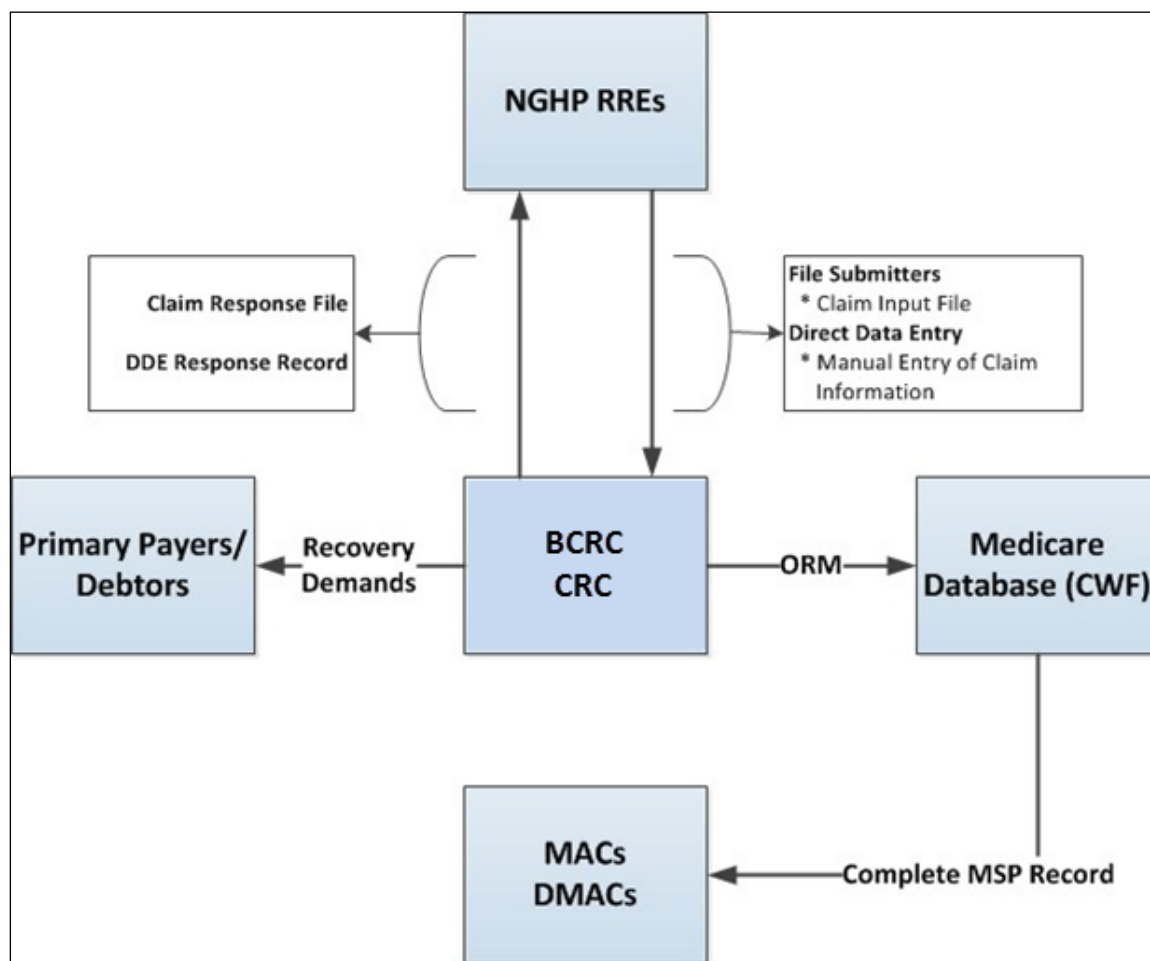 NGHP RREs
Claim Response File
DDE Response Record
File Submitters
* Claim Input File
Direct Data Entry
* Manual Entry of Claim
Information
Primary Payers/
Debtors
Recovery
Demands
BCRC
CRC
ORM
Medicare
Database (CWF)
MACs
DMACs
Complete MSP Record